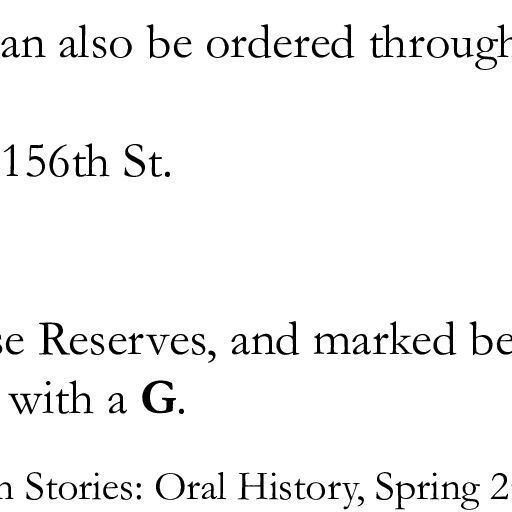 an also be ordered through
156th St.
se Reserves, and marked be
with a G.
n Stories: Oral History, Spring 2